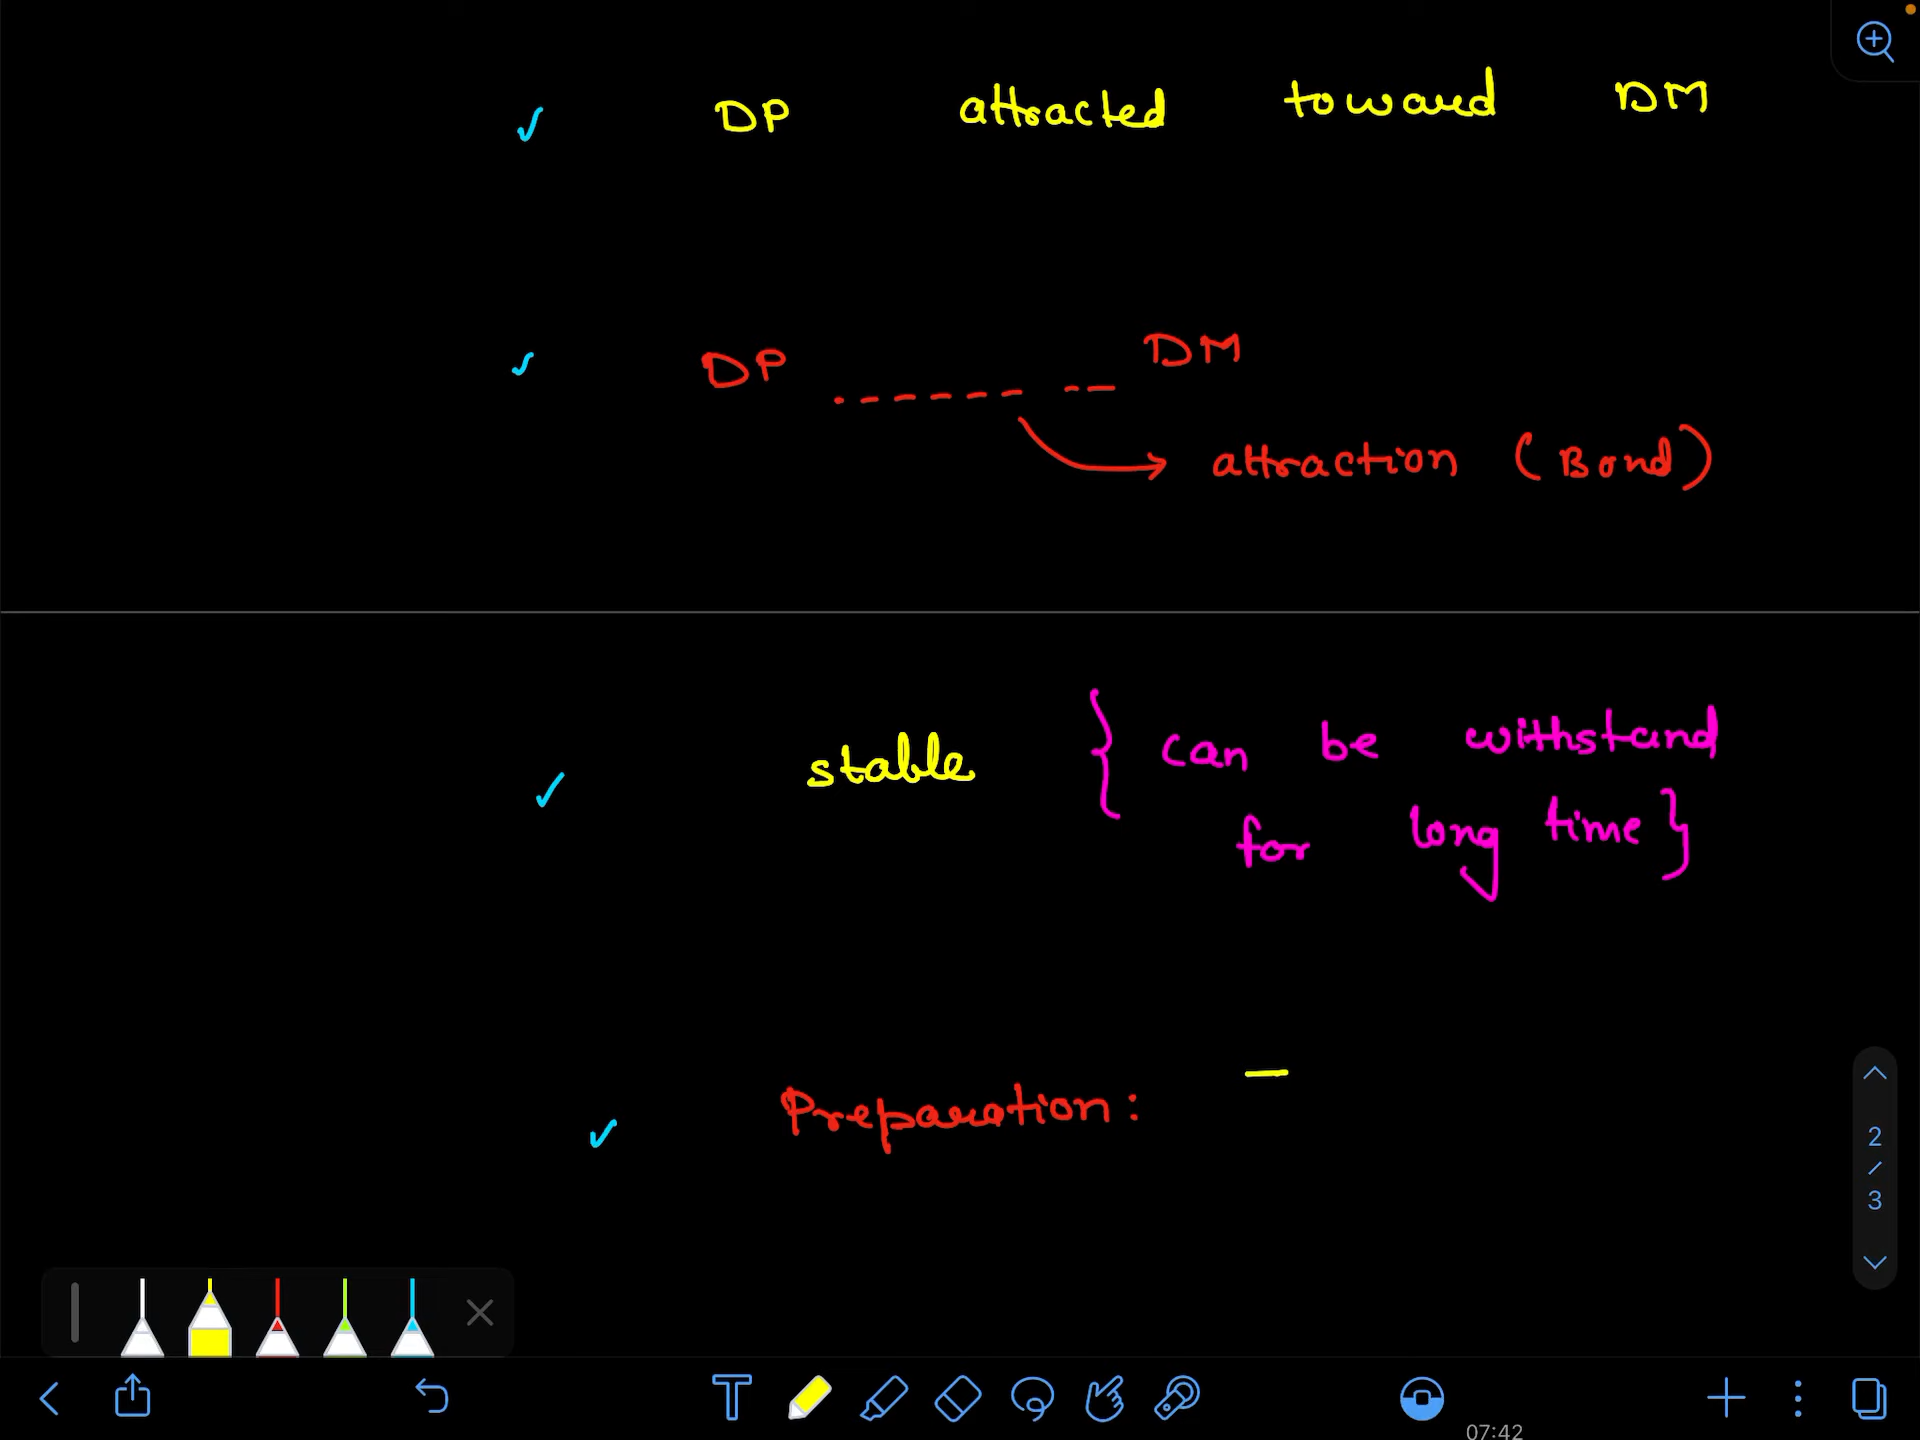 DP attracted toward DM
DP ------- -- DM
attraction (Bond)
stable { can be withstand
for long time }
Preparation: —
2
/
3
07:42